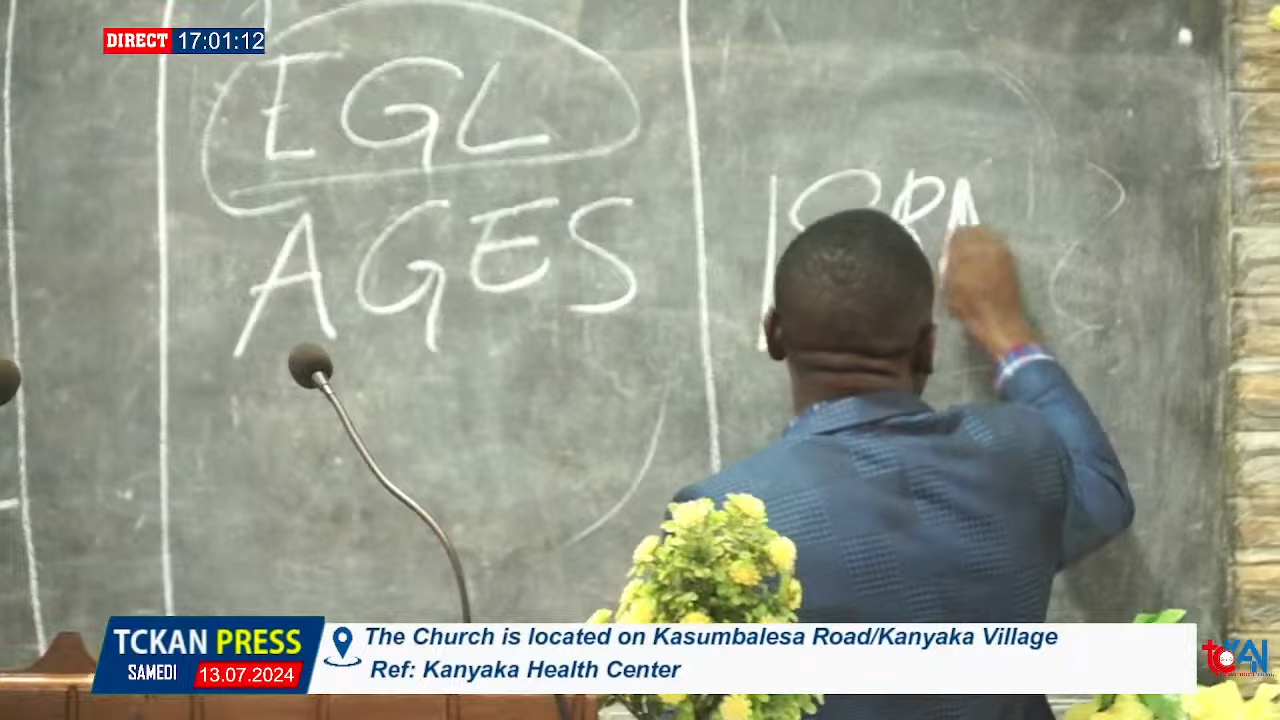 DIRECT 17:01:12
EGL
AGES
ISRA
TCKAN PRESS
SAMEDI 13.07.2024
The Church is located on Kasumbalesa Road/Kanyaka Village
Ref: Kanyaka Health Center